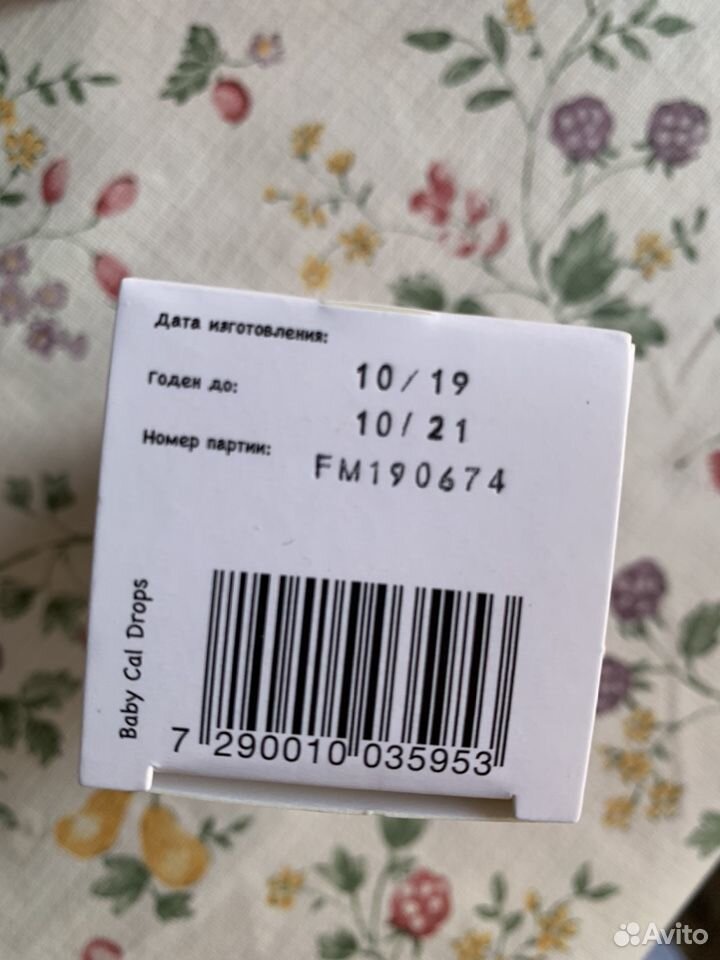 Дата изготовления:
10/19
Годен до:
10/21
Номер партии:
FM190674
Baby Cal Drops
7 290010 035953
Avito